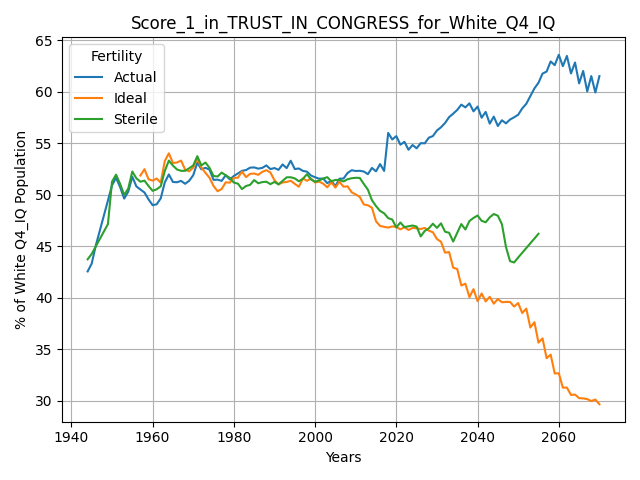 Score_1_in_TRUST_IN_CONGRESS_for_White_Q4_IQ
Fertility
Actual
Ideal
Sterile
% of White Q4_IQ Population
65
60
55
50
45
40
35
30
1940
1960
1980
2000
2020
2040
2060
Years